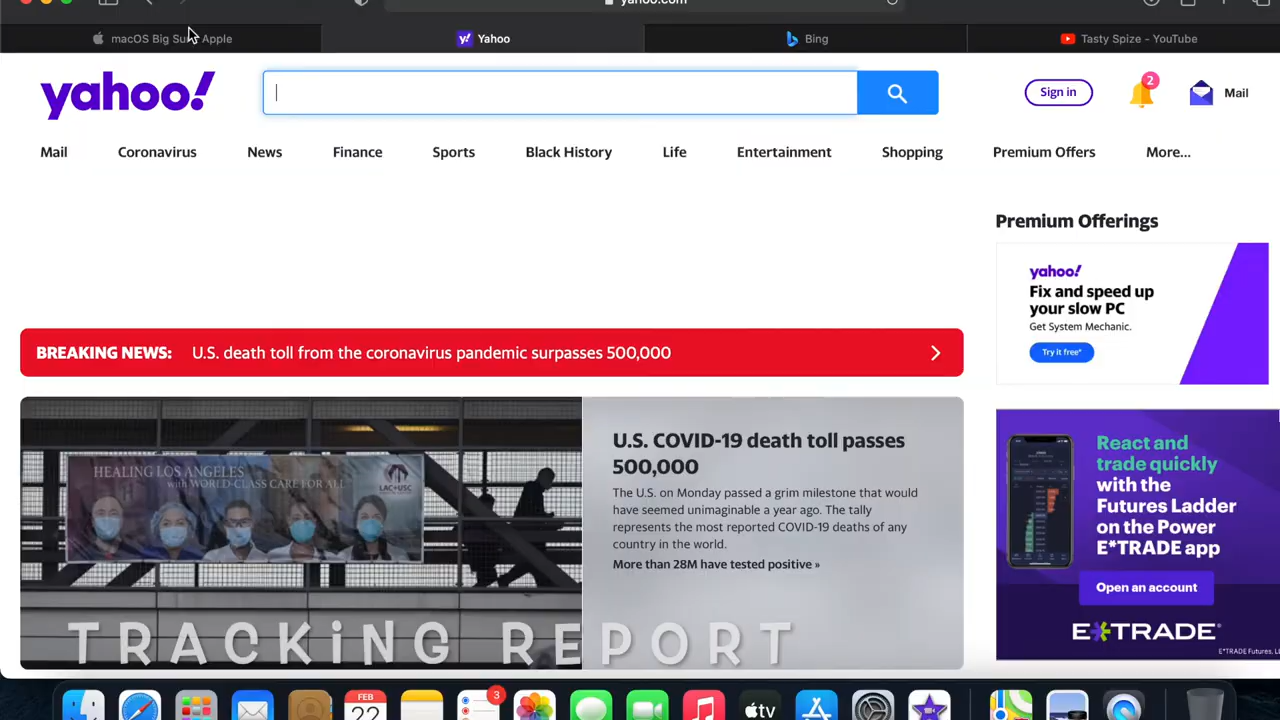 yahoo.com
macOS Big Su Apple
Yahoo
Bing
Tasty Spize - YouTube
yahoo!
Sign in
2
Mail
Mail
Coronavirus
News
Finance
Sports
Black History
Life
Entertainment
Shopping
Premium Offers
More...
Premium Offerings
yahoo!
Fix and speed up
your slow PC
Get System Mechanic.
Try it free*
BREAKING NEWS: U.S. death toll from the coronavirus pandemic surpasses 500,000
HEALING LOS ANGELES
with WORLD-CLASS CARE FOR ALL
LAC+USC
U.S. COVID-19 death toll passes
500,000
The U.S. on Monday passed a grim milestone that would
have seemed unimaginable a year ago. The tally
represents the most reported COVID-19 deaths of any
country in the world.
More than 28M have tested positive »
TRACKiNG REPORT
React and
trade quickly
with the
Futures Ladder
on the Power
E*TRADE app
Open an account
E*TRADE®
E*TRADE Futures, LL
3
FEB
22
tv